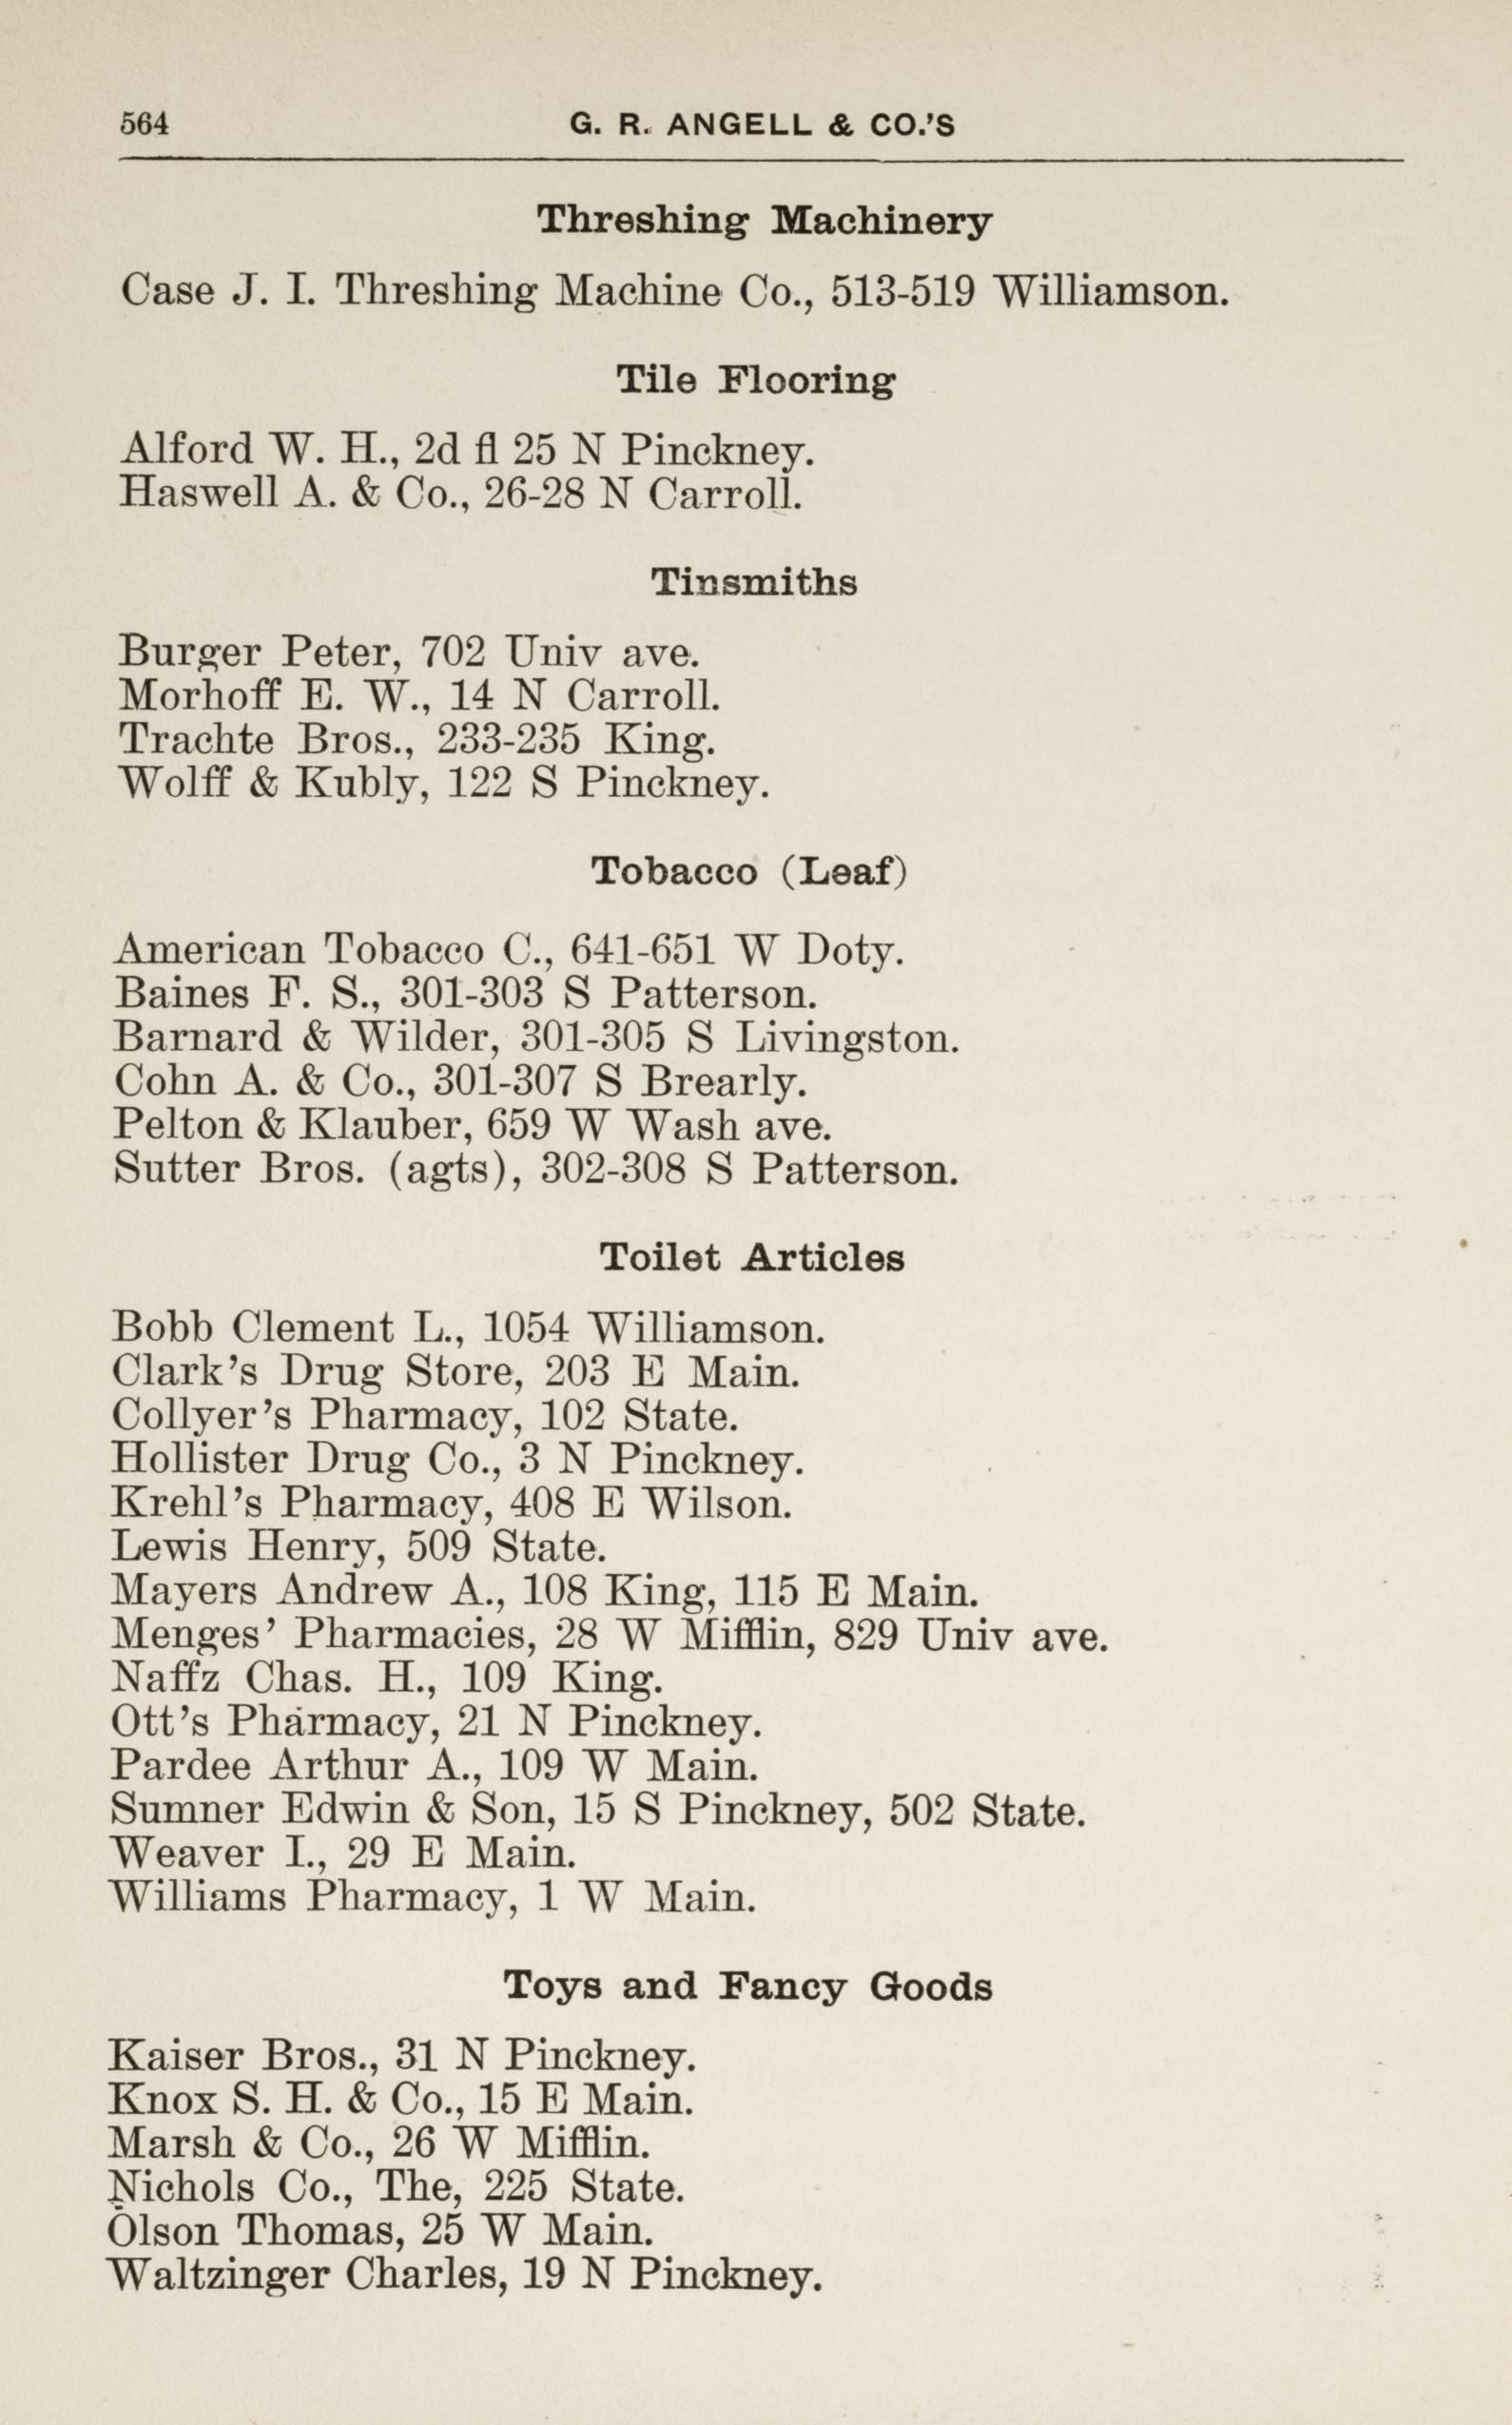 564 G. R. ANGELL & CO.'S
Threshing Machinery
Case J. I. Threshing Machine Co., 513-519 Williamson.
Tile Flooring
Alford W. H., 2d fl 25 N Pinckney.
Haswell A. & Co., 26-28 N Carroll.
Tinsmiths
Burger Peter, 702 Univ ave.
Morhoff E. W., 14 N Carroll.
Trachte Bros., 233-235 King.
Wolff & Kubly, 122 S Pinckney.
Tobacco (Leaf)
American Tobacco C., 641-651 W Doty.
Baines F. S., 301-303 S Patterson.
Barnard & Wilder, 301-305 S Livingston.
Cohn A. & Co., 301-307 S Brearly.
Pelton & Klauber, 659 W Wash ave.
Sutter Bros. (agts), 302-308 S Patterson.
Toilet Articles
Bobb Clement L., 1054 Williamson.
Clark's Drug Store, 203 E Main.
Collyer's Pharmacy, 102 State.
Hollister Drug Co., 3 N Pinckney.
Krehl's Pharmacy, 408 E Wilson.
Lewis Henry, 509 State.
Mayers Andrew A., 108 King, 115 E Main.
Menges' Pharmacies, 28 W Mifflin, 829 Univ ave.
Naffz Chas. H., 109 King.
Ott's Pharmacy, 21 N Pinckney.
Pardee Arthur A., 109 W Main.
Sumner Edwin & Son, 15 S Pinckney, 502 State.
Weaver I., 29 E Main.
Williams Pharmacy, 1 W Main.
Toys and Fancy Goods
Kaiser Bros., 31 N Pinckney.
Knox S. H. & Co., 15 E Main.
Marsh & Co., 26 W Mifflin.
Nichols Co., The, 225 State.
Olson Thomas, 25 W Main.
Waltzinger Charles, 19 N Pinckney.